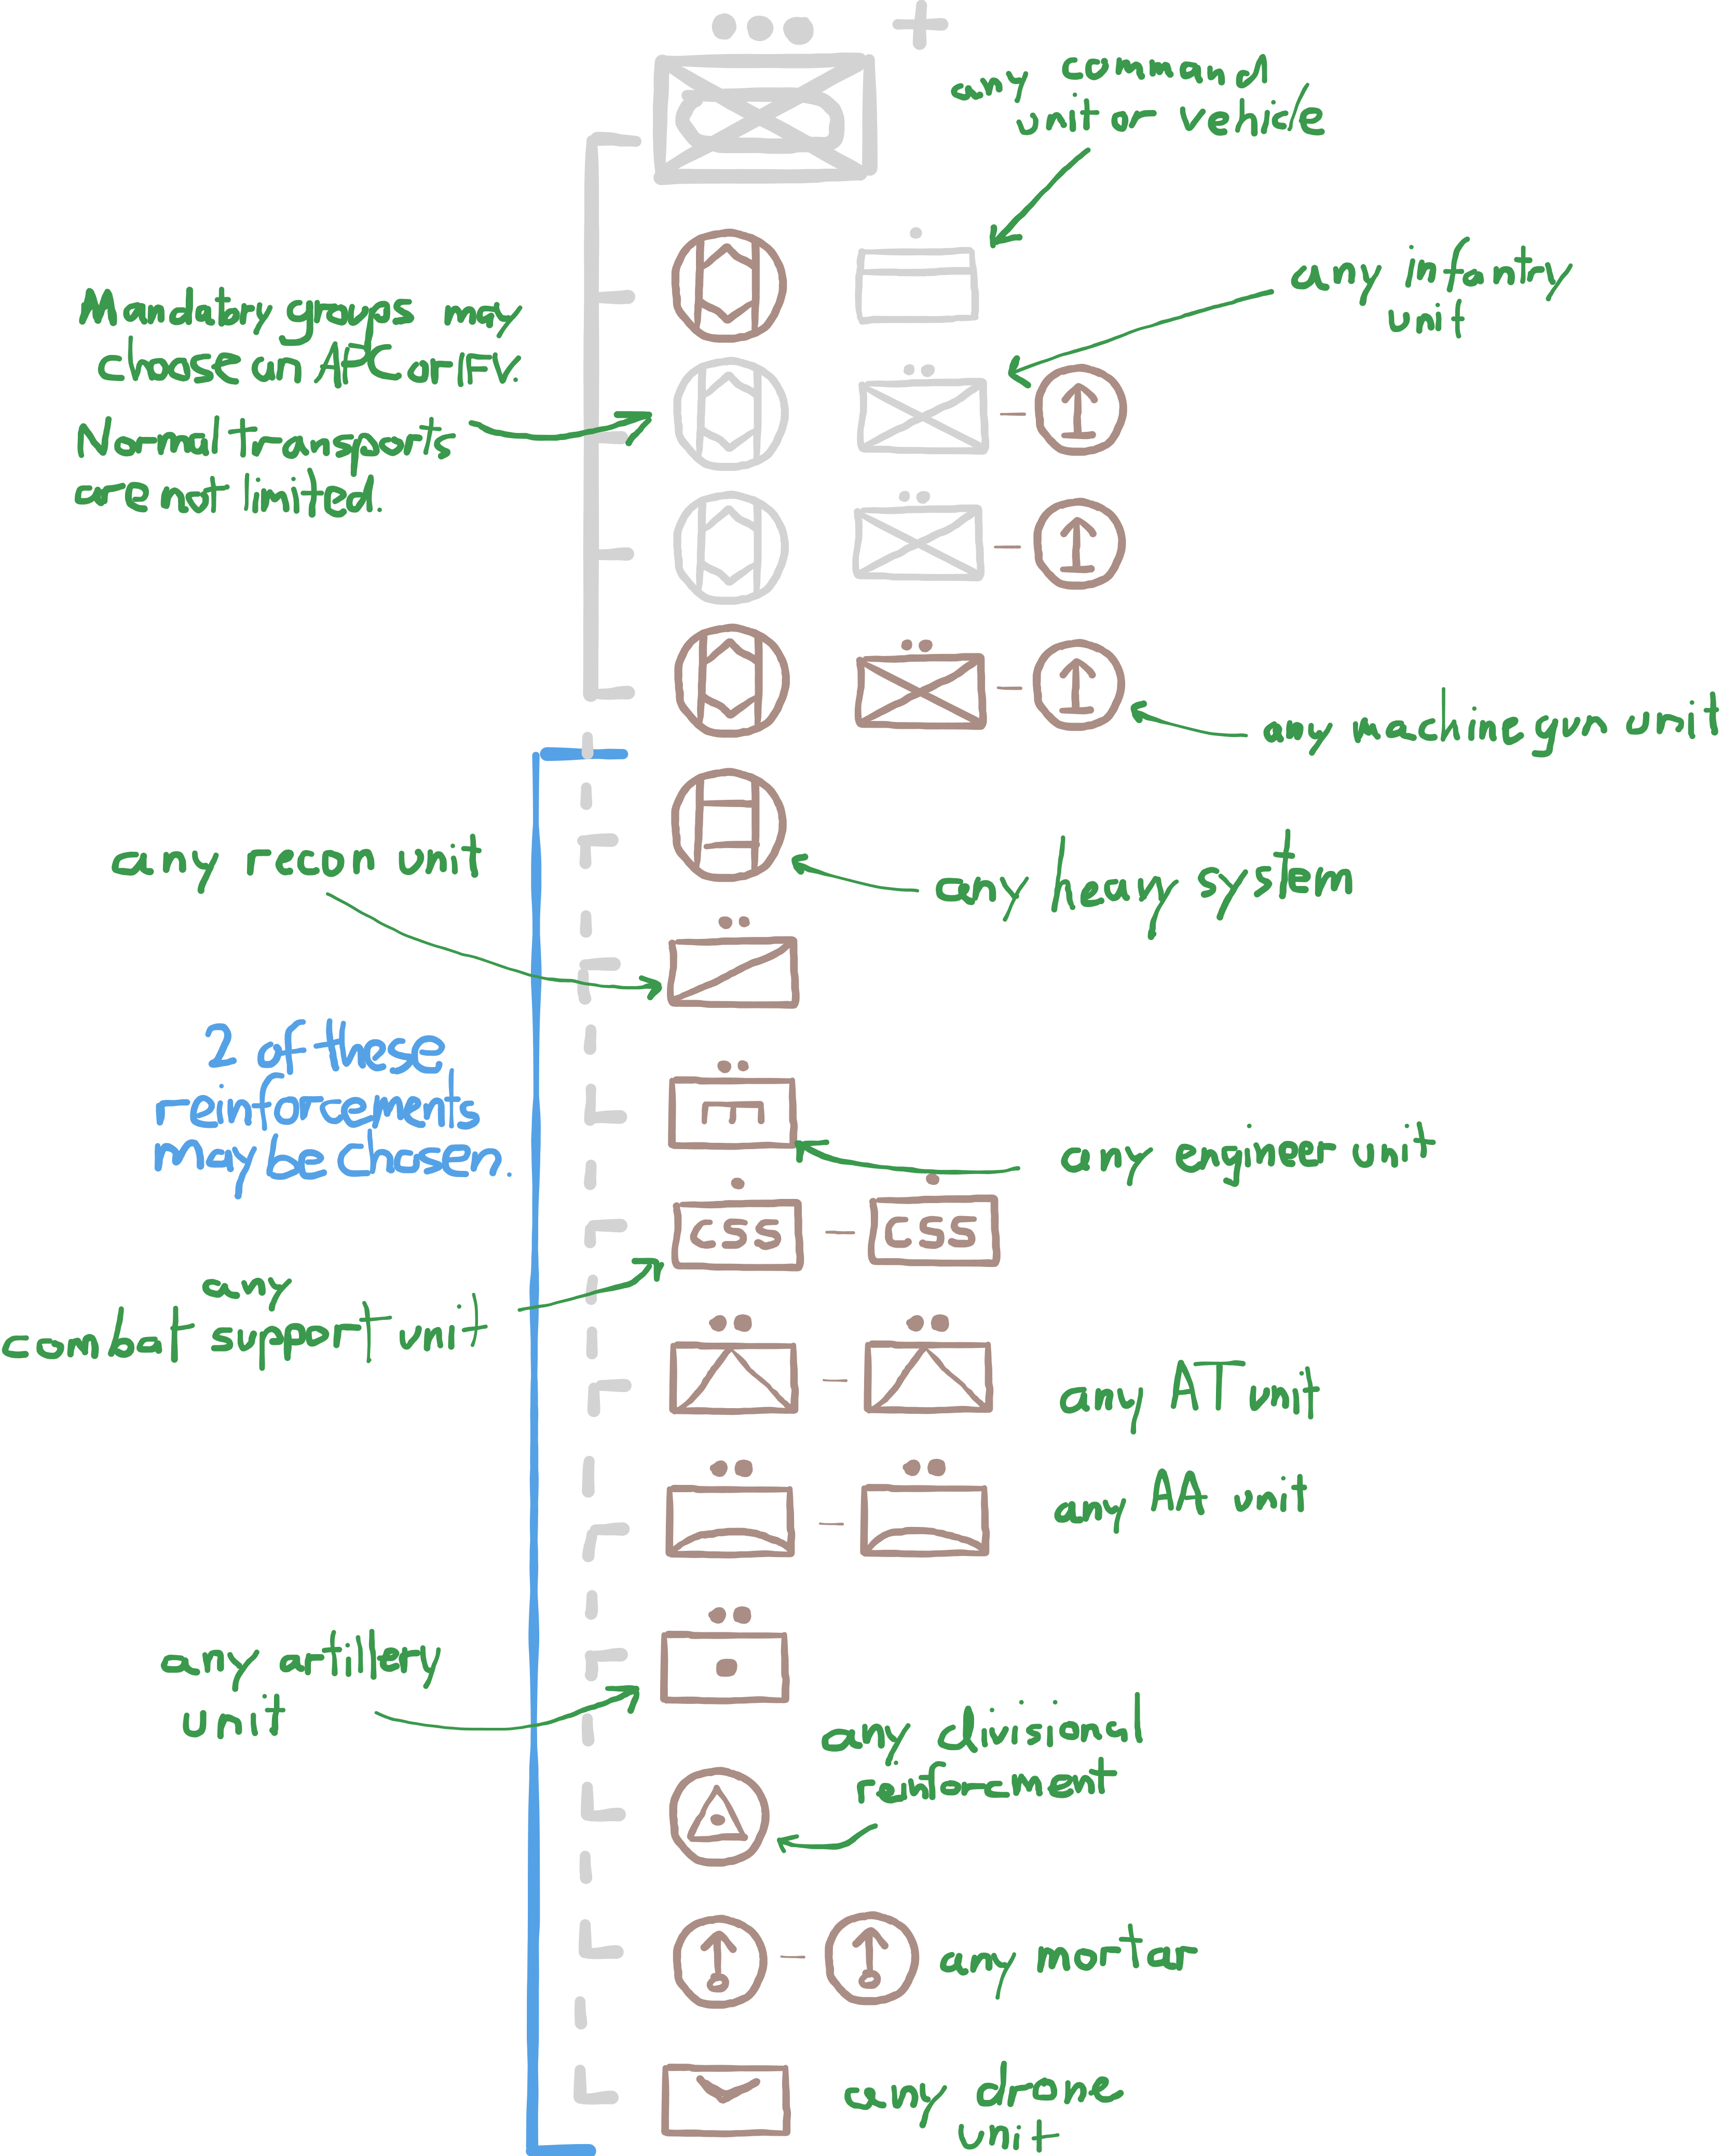 any command
unit or vehicle
any infantry
unit
Mandatory groups may
choose an APC or IFV.
Normal transports
are not limited.
any machinegun unit
any recon unit
any heavy system
2 of these
reinforcements
may be chosen.
any engineer unit
CSS - CSS
any
combat support unit
any AT unit
any AA unit
any artillery
unit
any divisional
reinforcement
any mortar
any drone
unit